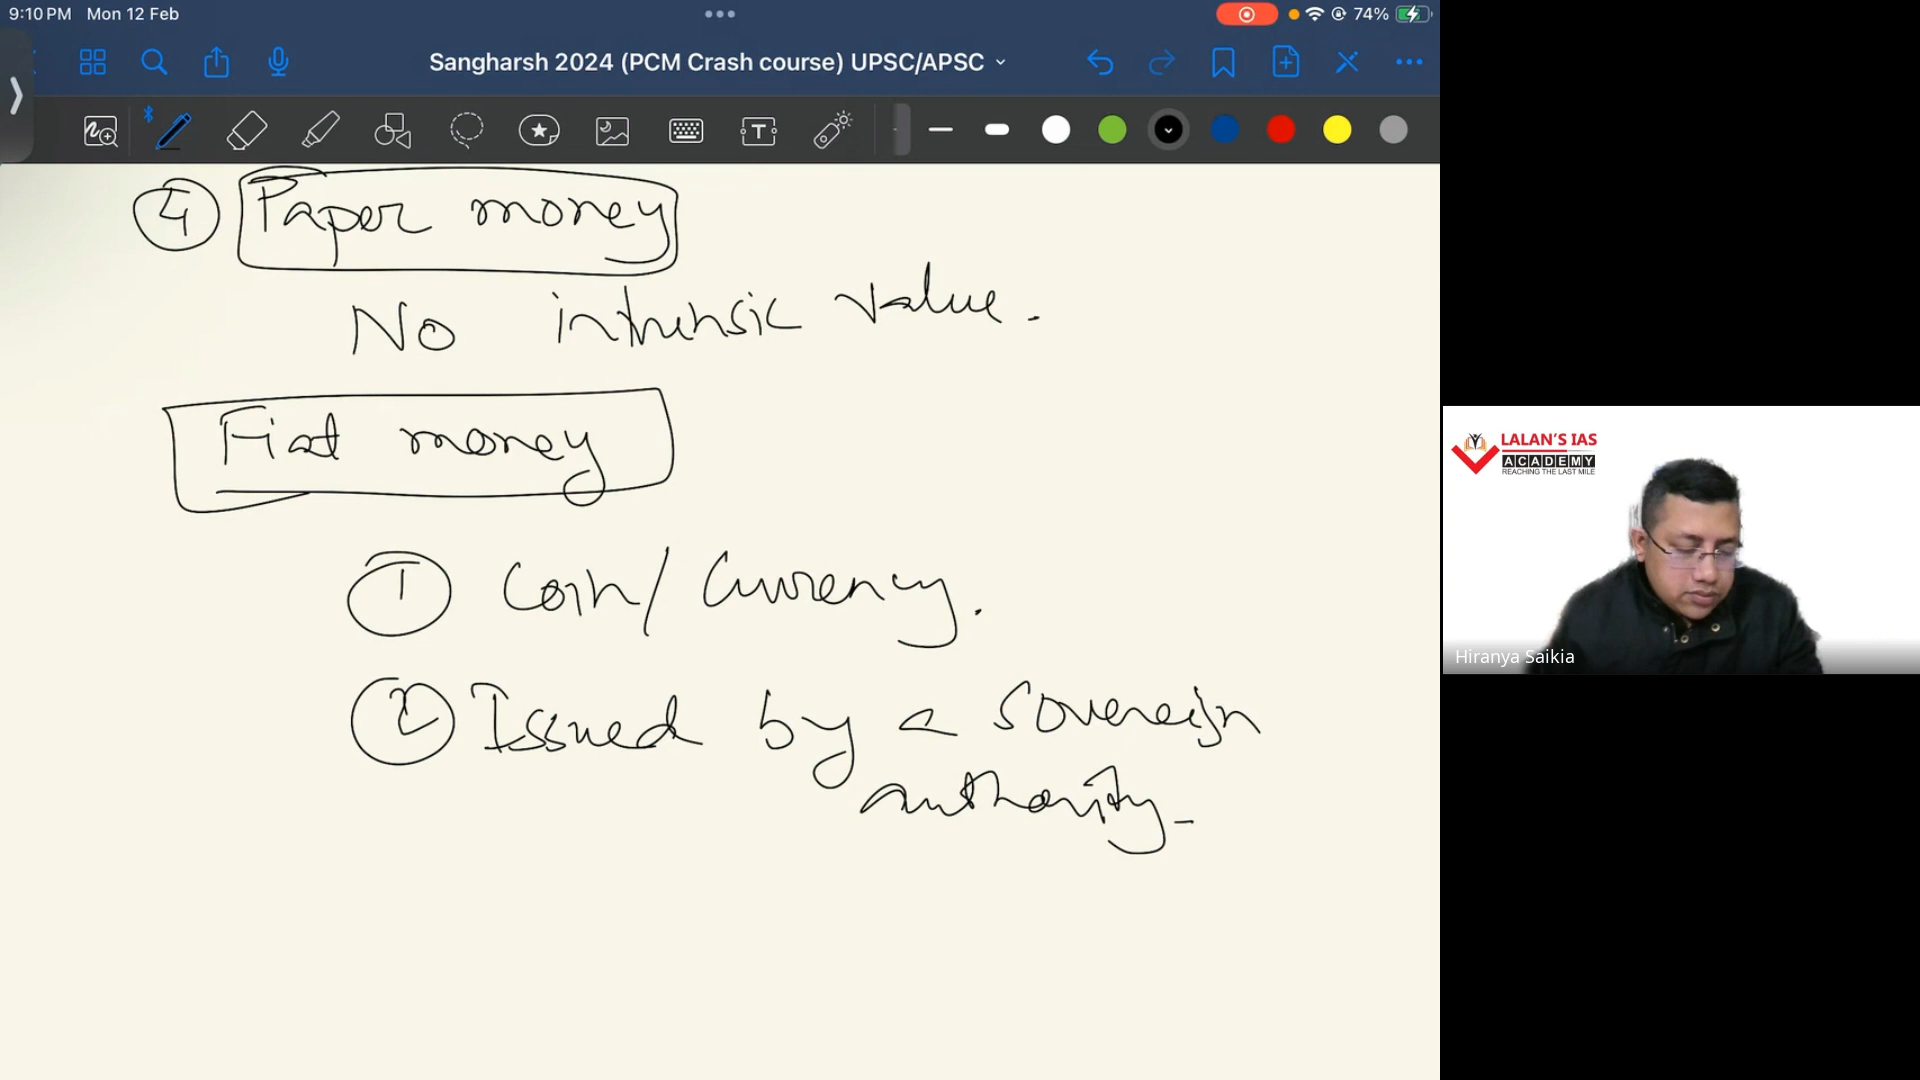 9:10 PM Mon 12 Feb
74%
Sangharsh 2024 (PCM Crash course) UPSC/APSC
T
4 Paper money
No intrinsic value.
Fiat money
1 Coin/Currency.
2 Issued by a sovereign
authority-
LALAN'S IAS
ACADEMY
REACHING THE LAST MILE
Hiranya Saikia